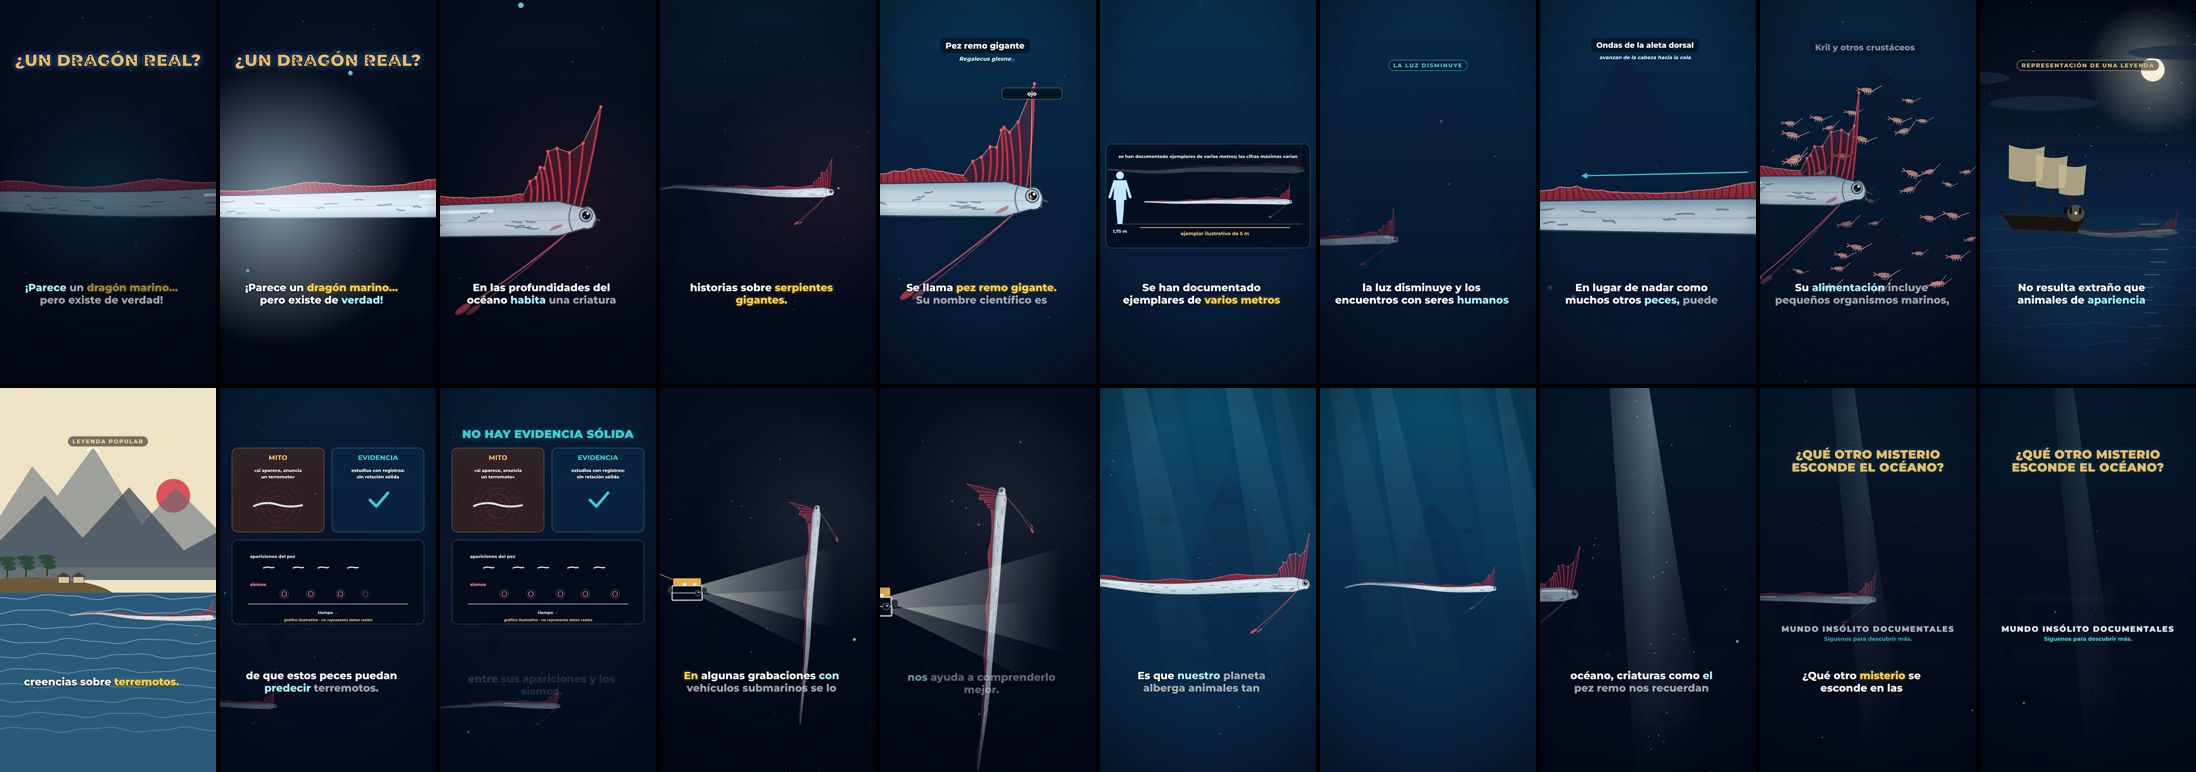 ¿UN DRAGÓN REAL?
¡Parece un dragón marino...
pero existe de verdad!
¿UN DRAGÓN REAL?
¡Parece un dragón marino...
pero existe de verdad!
En las profundidades del
océano habita una criatura
historias sobre serpientes
gigantes.
Pez remo gigante
Regalecus glesne
ojo
Se llama pez remo gigante.
Su nombre científico es
se han documentado ejemplares de varios metros; las cifras máximas varían
1,75 m
ejemplar ilustrativo de 5 m
Se han documentado
ejemplares de varios metros
LA LUZ DISMINUYE
la luz disminuye y los
encuentros con seres humanos
Ondas de la aleta dorsal
avanzan de la cabeza hacia la cola
En lugar de nadar como
muchos otros peces, puede
Kril y otros crustáceos
Su alimentación incluye
pequeños organismos marinos,
REPRESENTACIÓN DE UNA LEYENDA
No resulta extraño que
animales de apariencia
LEYENDA POPULAR
creencias sobre terremotos.
MITO
«si aparece, anuncia
un terremoto»
EVIDENCIA
estudios con registros:
sin relación sólida
apariciones del pez
sismos
tiempo →
gráfico ilustrativo · no representa datos reales
de que estos peces puedan
predecir terremotos.
NO HAY EVIDENCIA SÓLIDA
MITO
«si aparece, anuncia
un terremoto»
EVIDENCIA
estudios con registros:
sin relación sólida
apariciones del pez
sismos
tiempo →
gráfico ilustrativo · no representa datos reales
entre sus apariciones y los
sismos.
En algunas grabaciones con
vehículos submarinos se lo
nos ayuda a comprenderlo
mejor.
Es que nuestro planeta
alberga animales tan
océano, criaturas como el
pez remo nos recuerdan
¿QUÉ OTRO MISTERIO
ESCONDE EL OCÉANO?
MUNDO INSÓLITO DOCUMENTALES
Síguenos para descubrir más.
¿Qué otro misterio se
esconde en las
¿QUÉ OTRO MISTERIO
ESCONDE EL OCÉANO?
MUNDO INSÓLITO DOCUMENTALES
Síguenos para descubrir más.